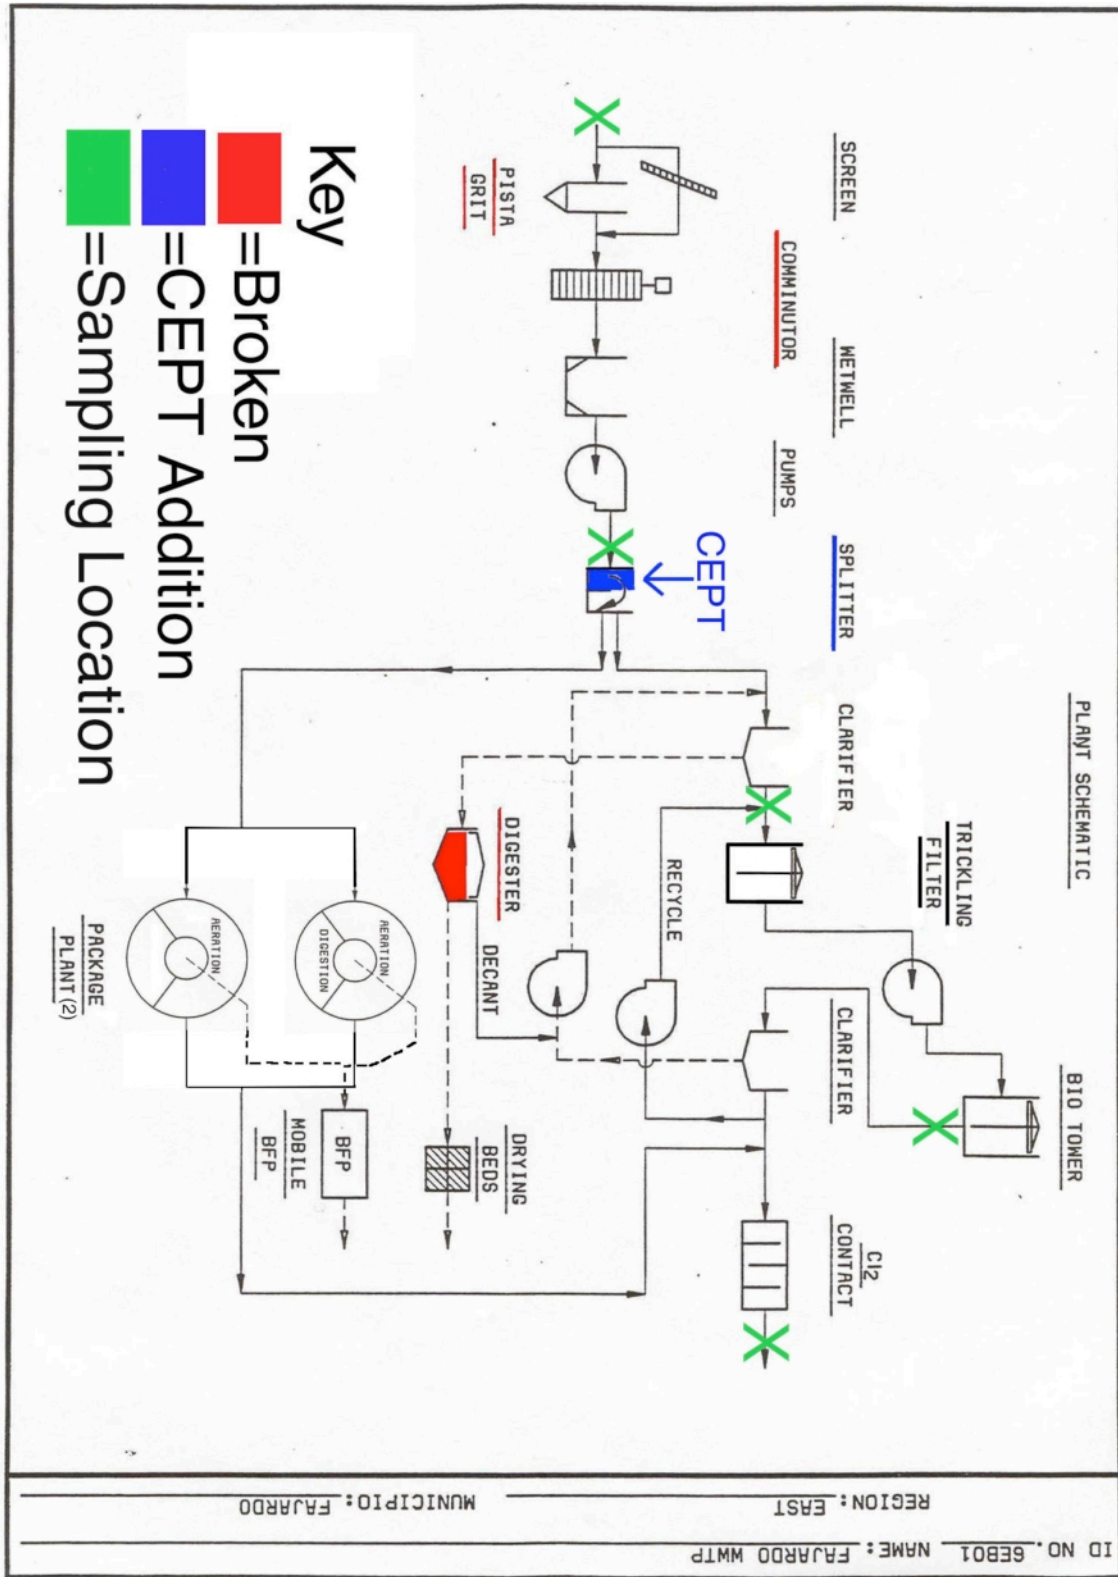 PLANT SCHEMATIC
SCREEN
COMMINUTOR
WETWELL
PUMPS
SPLITTER
CLARIFIER
TRICKLING
FILTER
CLARIFIER
BIO TOWER
Cl2
CONTACT
PISTA
GRIT
CEPT
DIGESTER
RECYCLE
DECANT
DRYING
BEDS
AERATION
DIGESTION
AERATION
PACKAGE
PLANT(2)
BFP
MOBILE
BFP
Key
=Broken
=CEPT Addition
=Sampling Location
REGION: EAST
MUNICIPIO: FAJARDO
ID NO. 6EB01 NAME: FAJARDO WWTP